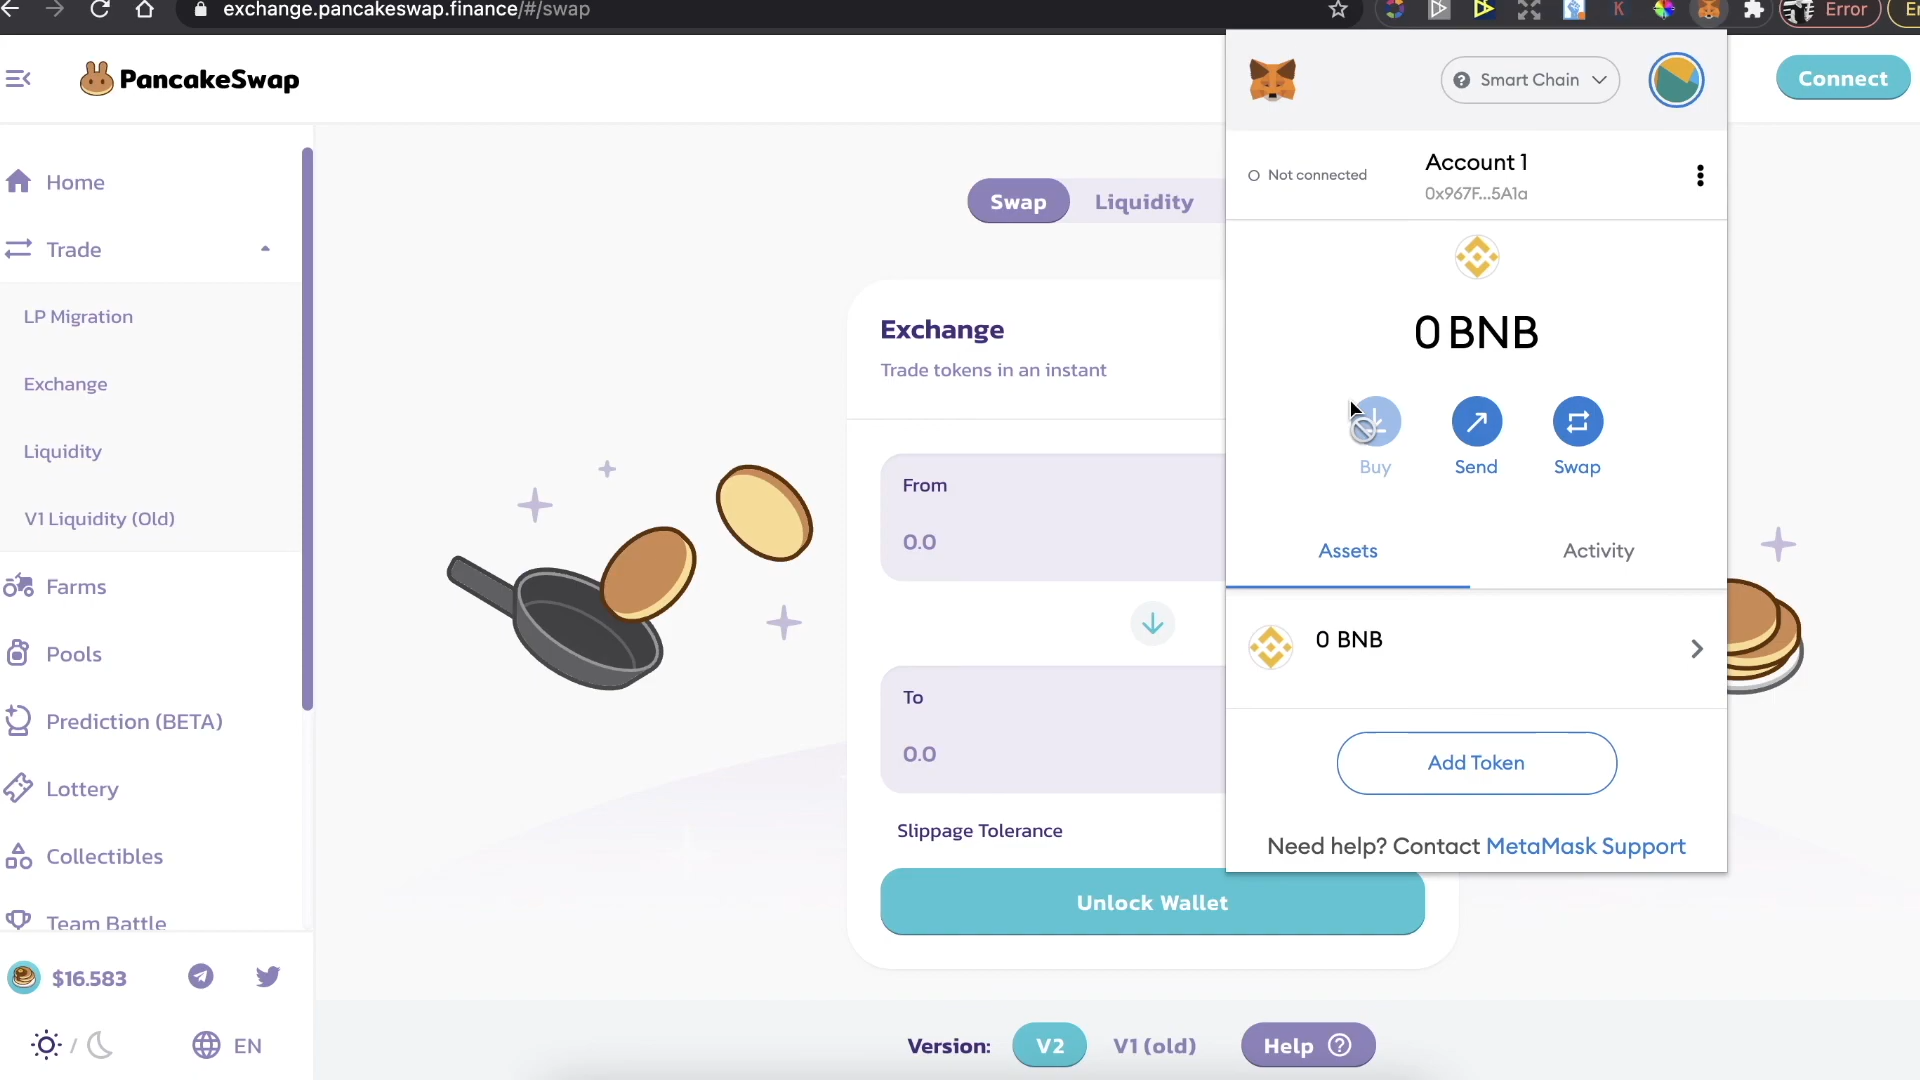 exchange.pancakeswap.finance/#/swap
Error
PancakeSwap
Smart Chain
Connect
Not connected
Account 1
0x967F...5A1a
Home
Trade
LP Migration
Exchange
Liquidity
V1 Liquidity (Old)
Farms
Pools
Prediction (BETA)
Lottery
Collectibles
Team Battle
$16.583
/
EN
Swap
Liquidity
Exchange
Trade tokens in an instant
From
0.0
To
0.0
Slippage Tolerance
Unlock Wallet
0 BNB
Buy
Send
Swap
Assets
Activity
0 BNB
Add Token
Need help? Contact MetaMask Support
Version:
V2
V1 (old)
Help